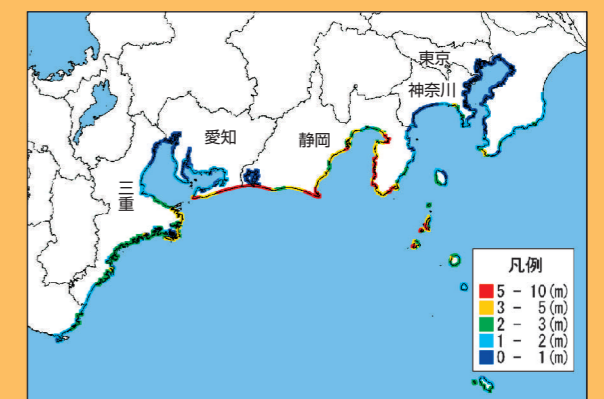 東京
神奈川
愛知
静岡
三重
凡例
5 - 10(m)
3 - 5(m)
2 - 3(m)
1 - 2(m)
0 - 1(m)